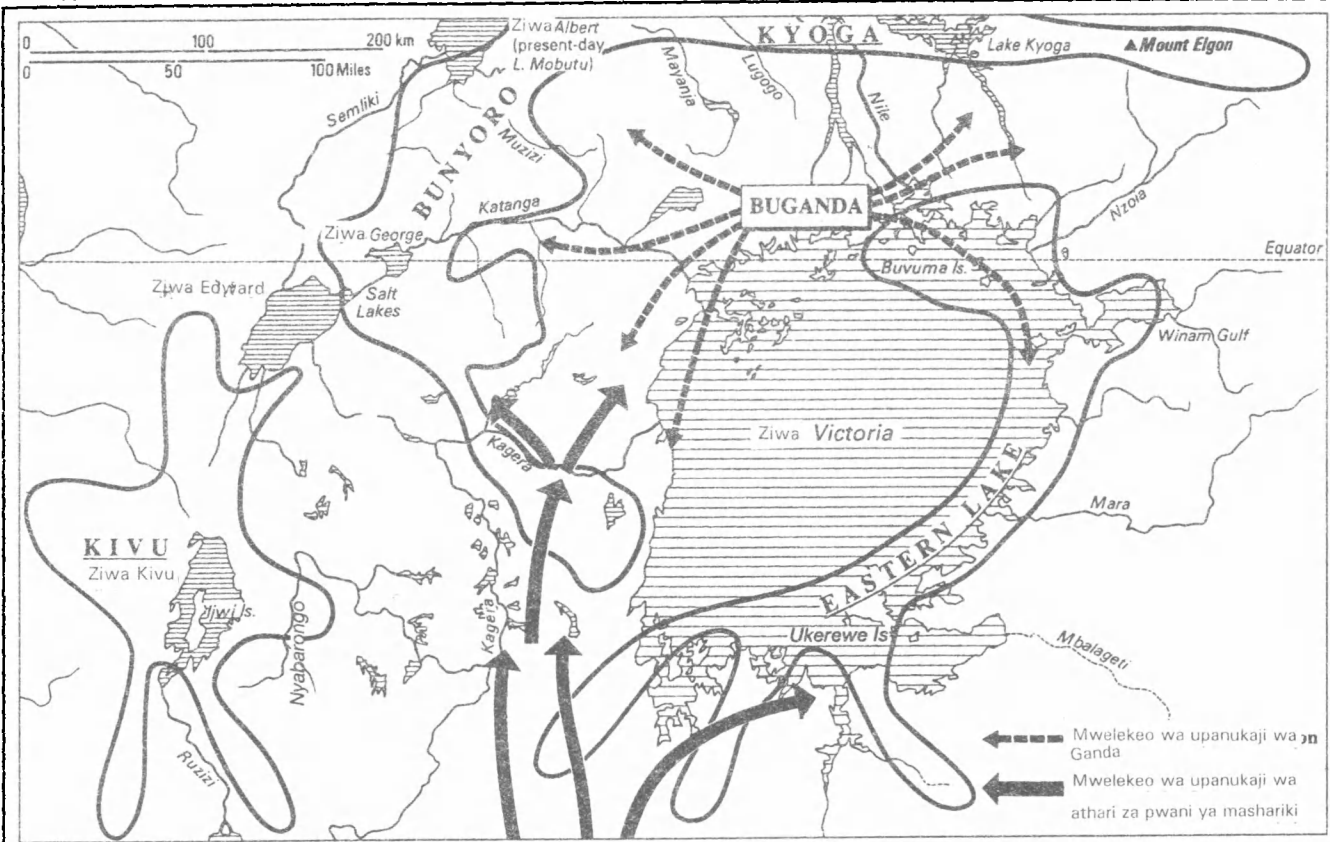 0 100 200 km
0 50 100 Miles
Ziwa Albert
(present-day
L. Mobutu)
KYOGA
Lake Kyoga
▲Mount Elgon
Semliki
BUNYORO
Muzizi
Mayanja
Lugogo
Nile
Nzoia
Katanga
BUGANDA
Ziwa George
Equator
Buvuma Is.
Ziwa
Salt
Lakes
Winam Gulf
Kagera
Ziwa Victoria
EASTERN LAKE
Mara
KIVU
Ziwa Kivu
Is.
Nyabarongo
Kagera
Ukerewe Is
Mbalageti
Ruzizi
Mwelekeo wa upanukaji wa
Ganda
Mwelekeo wa upanukaji wa
athari za pwani ya mashariki